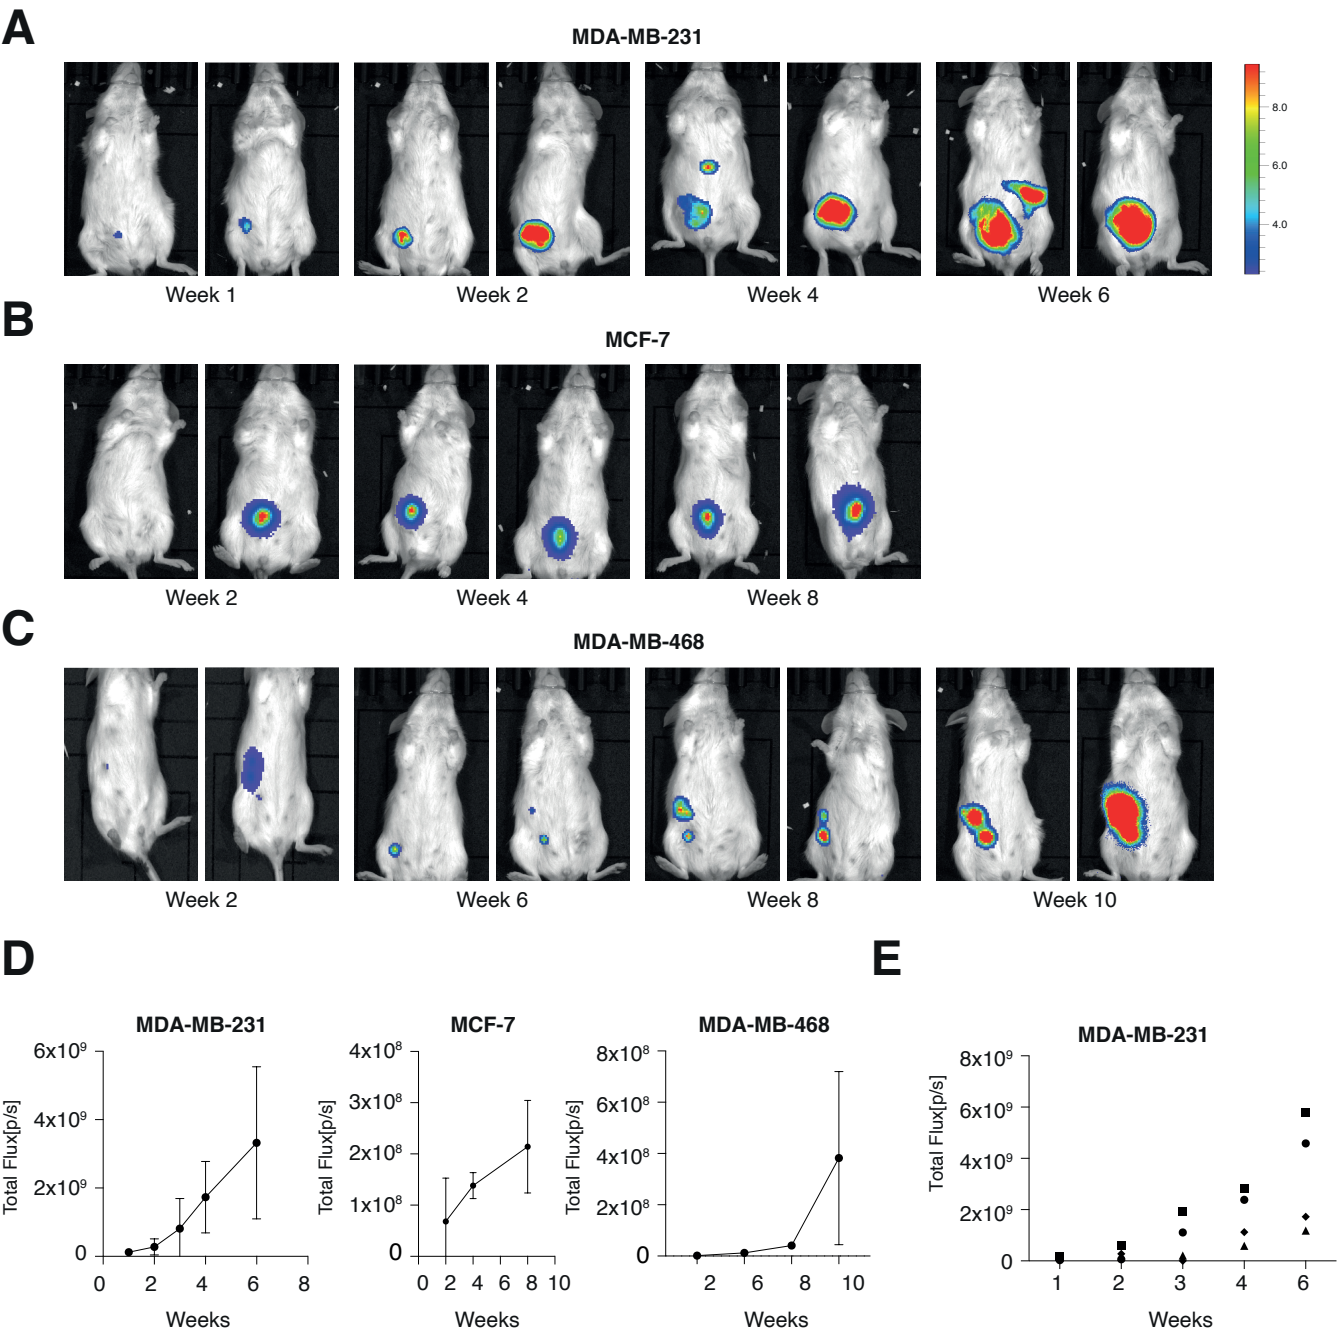 A
MDA-MB-231
8.0
6.0
4.0
Week 1
Week 2
Week 4
Week 6
B
MCF-7
Week 2
Week 4
Week 8
C
MDA-MB-468
Week 2
Week 6
Week 8
Week 10
D
E
MDA-MB-231
Total Flux[p/s]
6x10⁹
4x10⁹
2x10⁹
0
0 2 4 6 8
Weeks
MCF-7
Total Flux[p/s]
4x10⁸
3x10⁸
2x10⁸
1x10⁸
0
0 2 4 6 8 10
Weeks
MDA-MB-468
Total Flux[p/s]
8x10⁸
6x10⁸
4x10⁸
2x10⁸
0
2 6 8 10
Weeks
MDA-MB-231
Total Flux[p/s]
8x10⁹
6x10⁹
4x10⁹
2x10⁹
0
1 2 3 4 6
Weeks